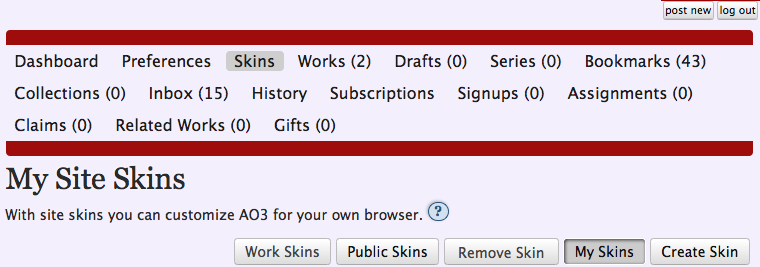 post new log out
Dashboard Preferences Skins Works (2) Drafts (0) Series (0) Bookmarks (43)
Collections (0) Inbox (15) History Subscriptions Signups (0) Assignments (0)
Claims (0) Related Works (0) Gifts (0)
My Site Skins
With site skins you can customize AO3 for your own browser. ?
Work Skins Public Skins Remove Skin My Skins Create Skin